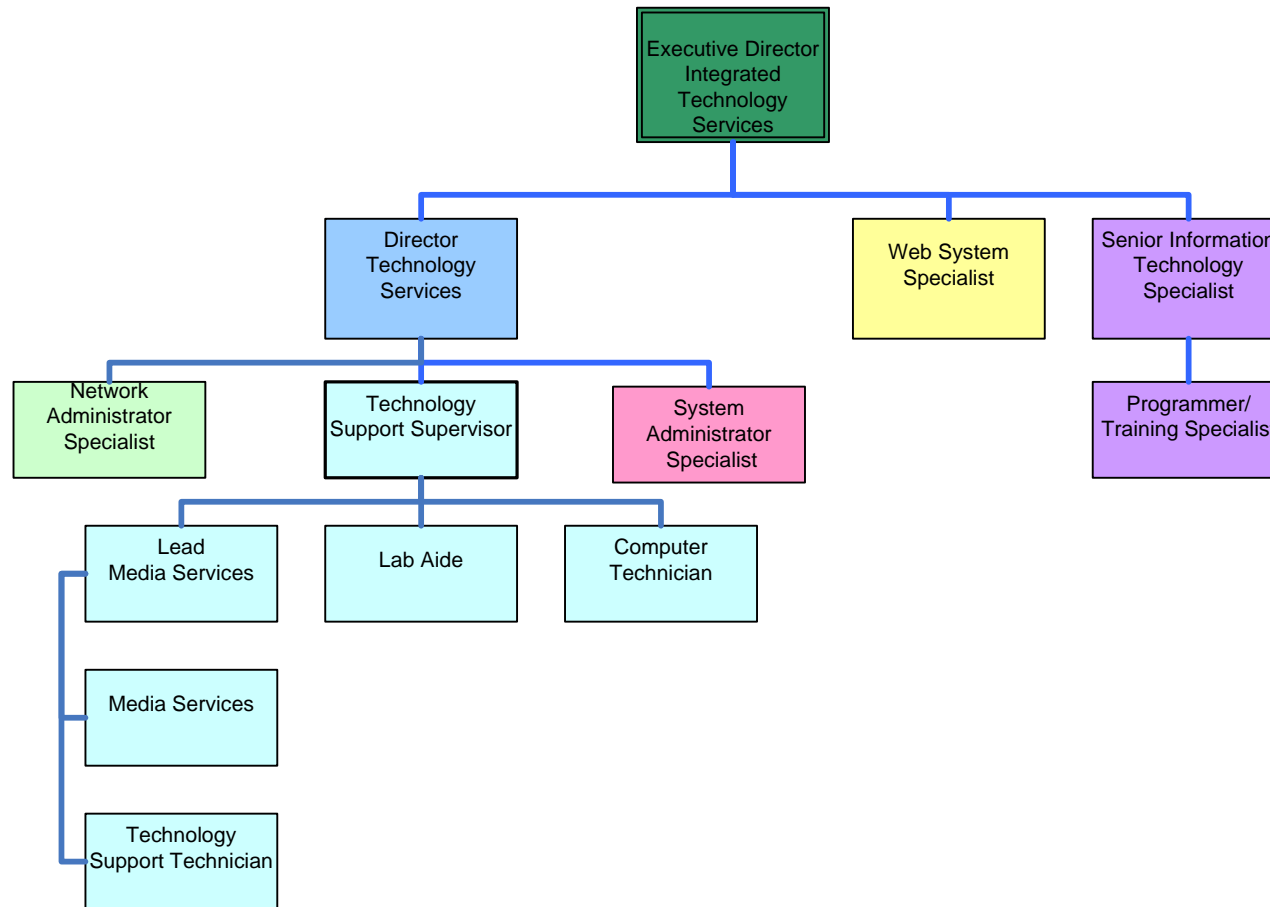 Executive Director
Integrated
Technology
Services
Director
Technology
Services
Web System
Specialist
Senior Information
Technology
Specialist
Network
Administrator
Specialist
Technology
Support Supervisor
System
Administrator
Specialist
Programmer/
Training Specialist
Lead
Media Services
Lab Aide
Computer
Technician
Media Services
Technology
Support Technician